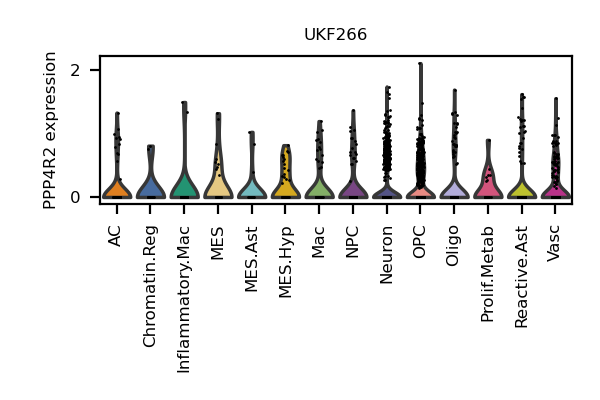 UKF266
PPP4R2 expression
2
0
AC
Chromatin.Reg
Inflammatory.Mac
MES
MES.Ast
MES.Hyp
Mac
NPC
Neuron
OPC
Oligo
Prolif.Metab
Reactive.Ast
Vasc